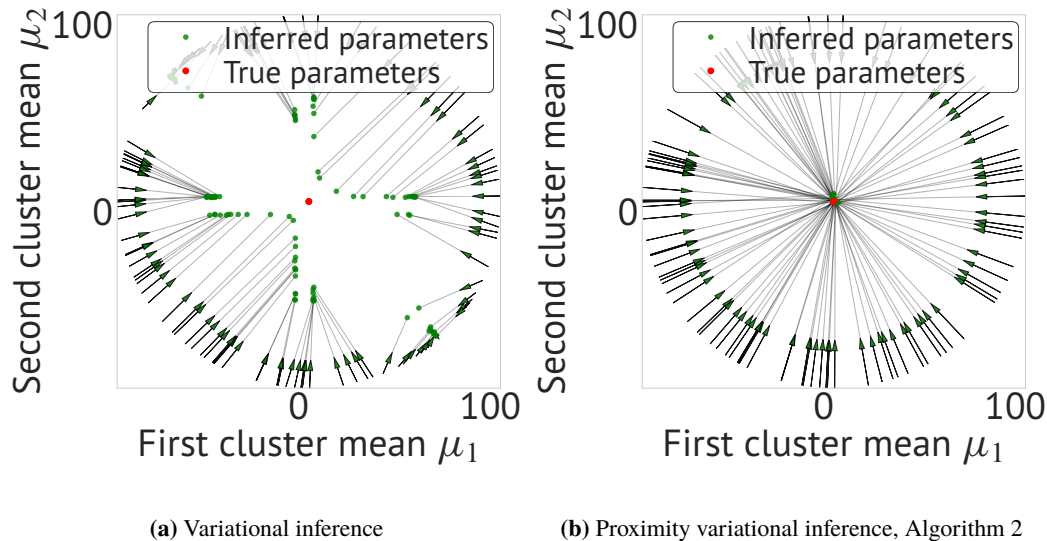 100
Second cluster mean μ₂
0
Inferred parameters
True parameters
0
100
First cluster mean μ₁
(a) Variational inference
100
Second cluster mean μ₂
0
Inferred parameters
True parameters
0
100
First cluster mean μ₁
(b) Proximity variational inference, Algorithm 2